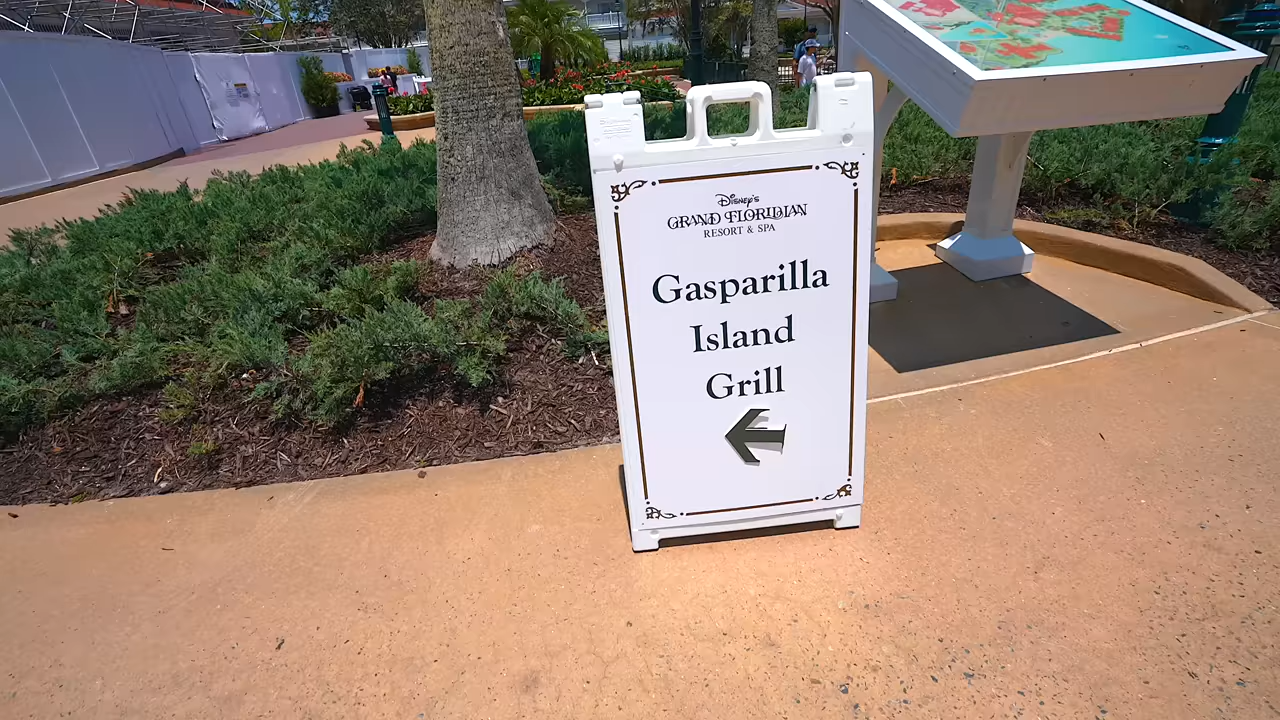 Disney's
GRAND FLORIDIAN
RESORT & SPA
Gasparilla
Island
Grill